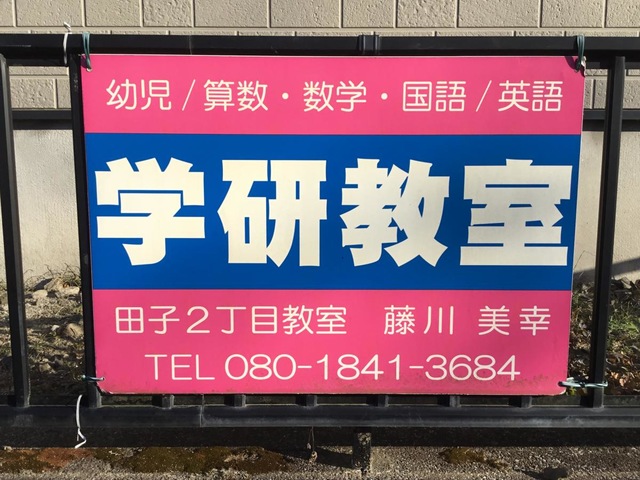 幼児/算数・数学・国語/英語
学研教室
田子2丁目教室　藤川 美幸
TEL 080-1841-3684